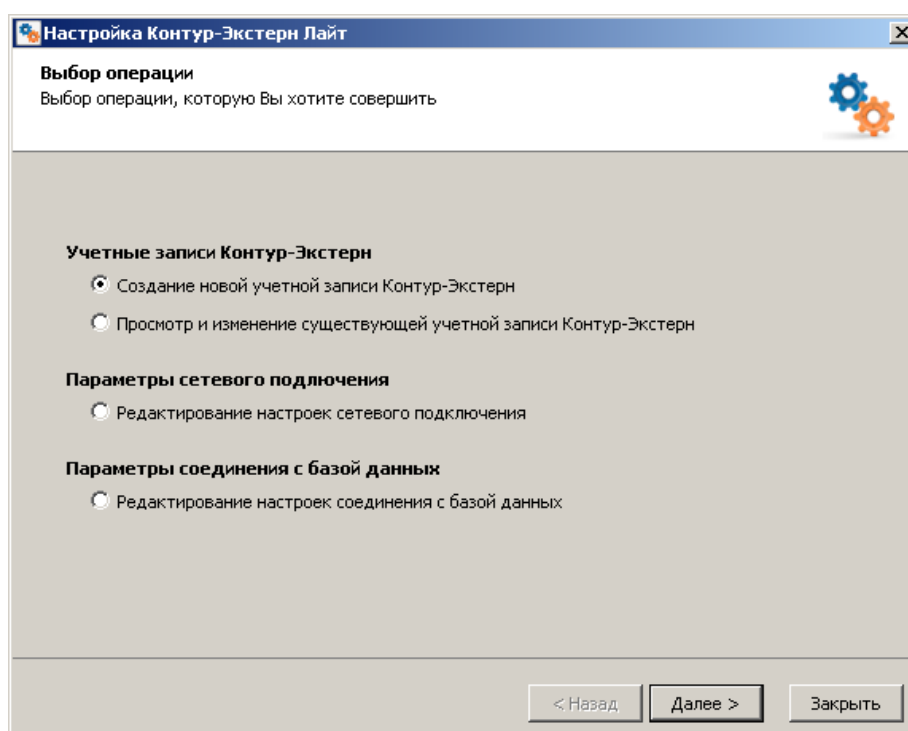 Настройка Контур-Экстерн Лайт
Выбор операции
Выбор операции, которую Вы хотите совершить
Учетные записи Контур-Экстерн
Создание новой учетной записи Контур-Экстерн
Просмотр и изменение существующей учетной записи Контур-Экстерн
Параметры сетевого подлючения
Редактирование настроек сетевого подключения
Параметры соединения с базой данных
Редактирование настроек соединения с базой данных
< Назад Далее > Закрыть